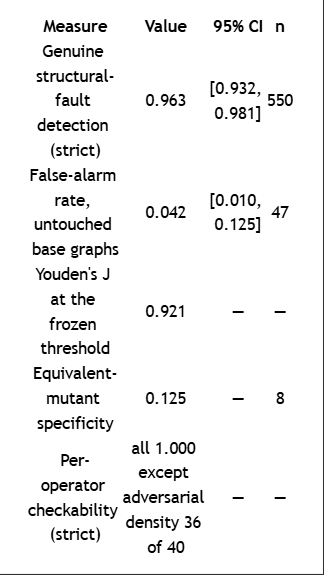 Measure Value 95% CI n
Genuine
structural-
fault
detection
(strict)
0.963
[0.932,
0.981]
550
False-alarm
rate,
untouched
base graphs
0.042
[0.010,
0.125]
47
Youden's J
at the
frozen
threshold
0.921
—
—
Equivalent-
mutant
specificity
0.125
—
8
Per-
operator
checkability
(strict)
all 1.000
except
adversarial
density 36
of 40
—
—